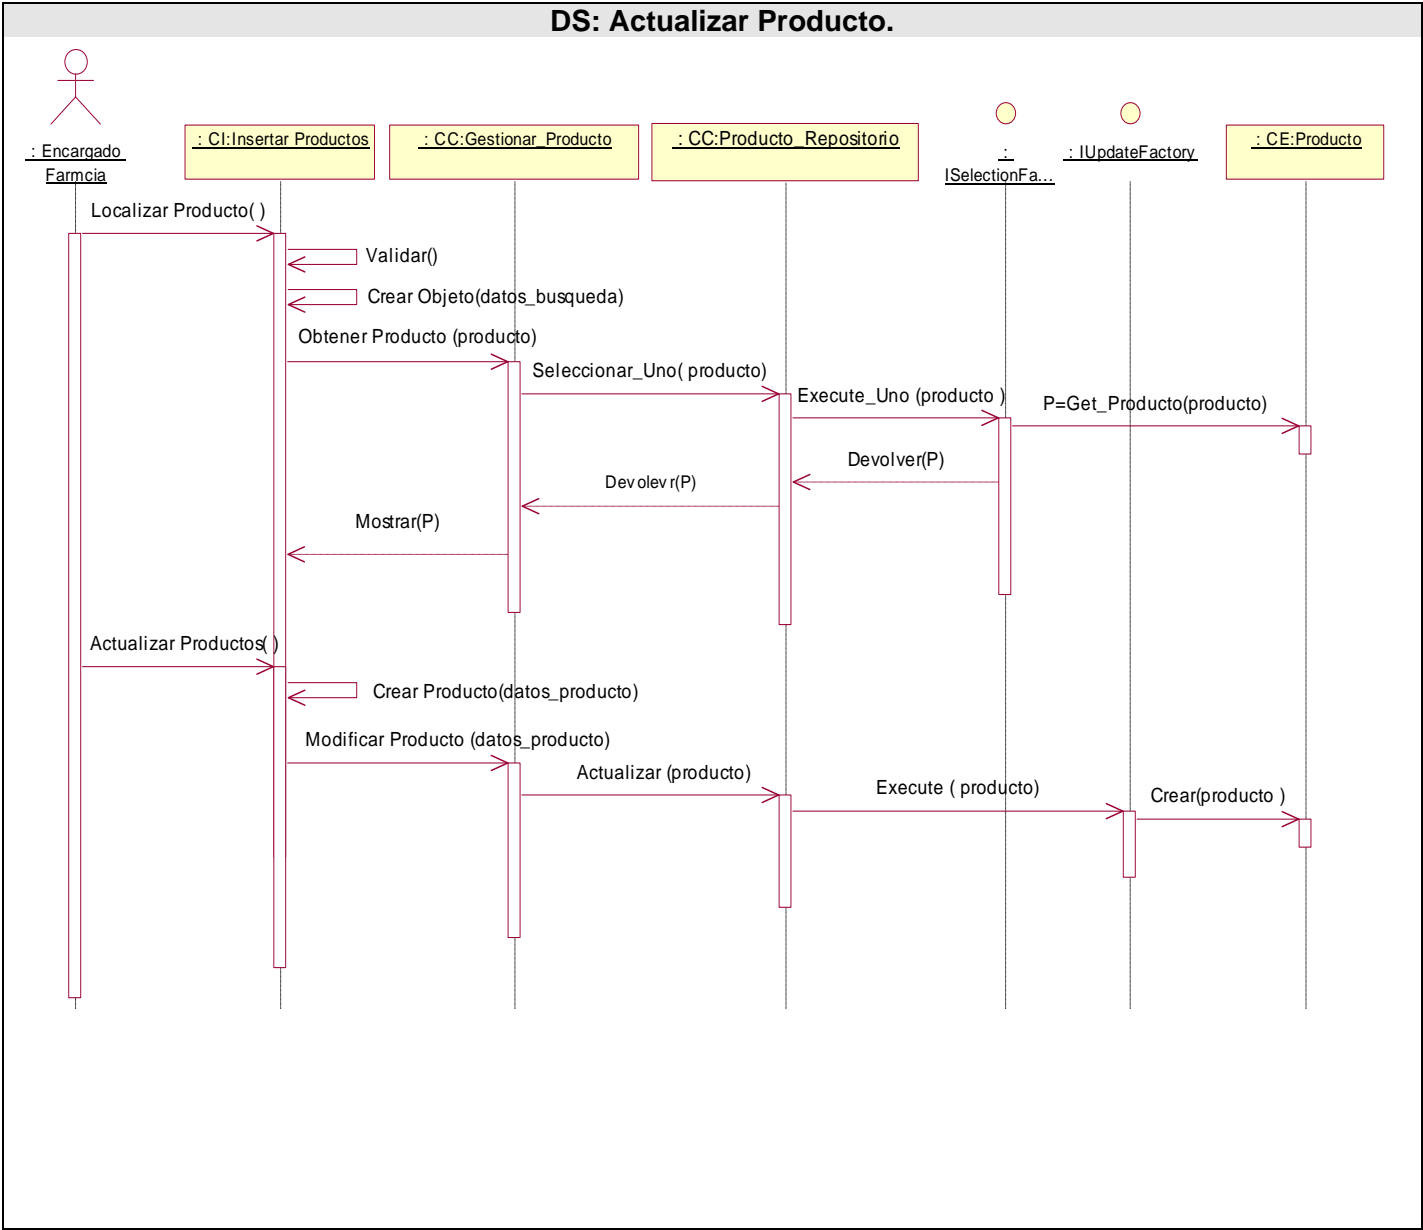 DS: Actualizar Producto.
: Encargado
Farmcia
: CI:Insertar Productos
: CC:Gestionar_Producto
: CC:Producto_Repositorio
:
ISelectionFa...
: IUpdateFactory
: CE:Producto
Localizar Producto( )
Validar()
Crear Objeto(datos_busqueda)
Obtener Producto (producto)
Seleccionar_Uno( producto)
Execute_Uno (producto )
P=Get_Producto(producto)
Devolver(P)
Devolevr(P)
Mostrar(P)
Actualizar Productos( )
Crear Producto(datos_producto)
Modificar Producto (datos_producto)
Actualizar (producto)
Execute ( producto)
Crear(producto )